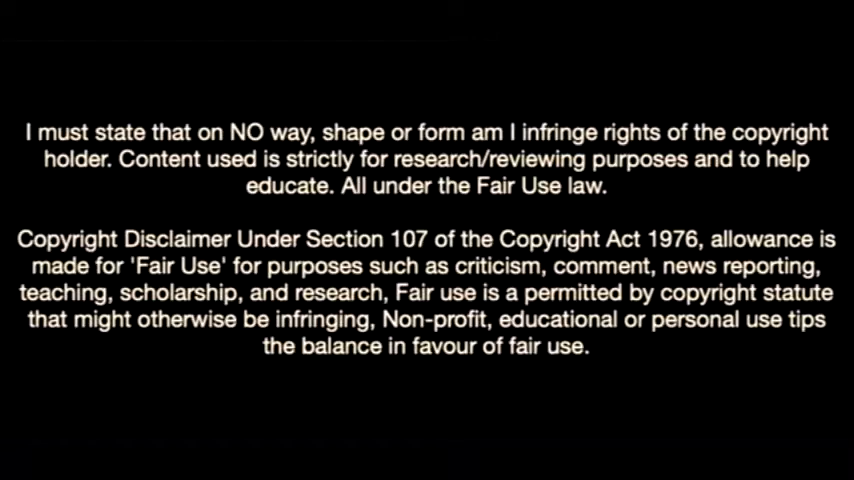 I must state that on NO way, shape or form am I infringe rights of the copyright
holder. Content used is strictly for research/reviewing purposes and to help
educate. All under the Fair Use law.
Copyright Disclaimer Under Section 107 of the Copyright Act 1976, allowance is
made for 'Fair Use' for purposes such as criticism, comment, news reporting,
teaching, scholarship, and research, Fair use is a permitted by copyright statute
that might otherwise be infringing, Non-profit, educational or personal use tips
the balance in favour of fair use.